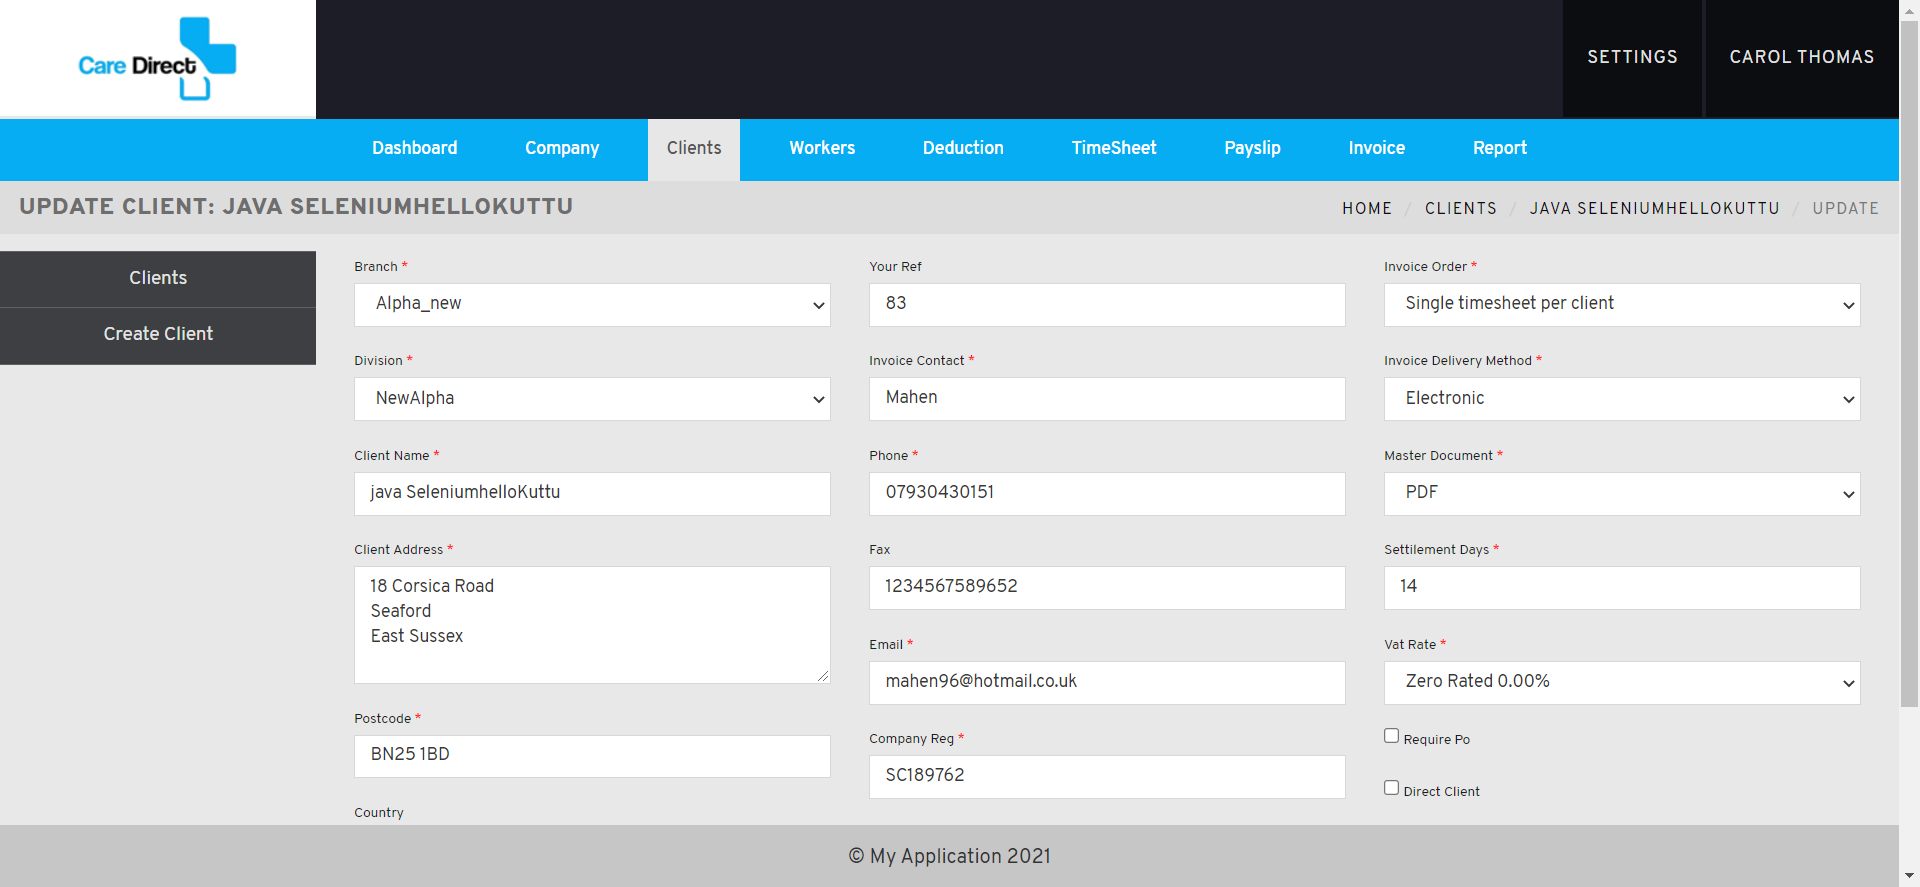 Care Direct
SETTINGS
CAROL THOMAS
Dashboard
Company
Clients
Workers
Deduction
TimeSheet
Payslip
Invoice
Report
UPDATE CLIENT: JAVA SELENIUMHELLOKUTTU
HOME / CLIENTS / JAVA SELENIUMHELLOKUTTU / UPDATE
Clients
Create Client
Branch *
Alpha_new
Division *
NewAlpha
Client Name *
java SeleniumhelloKuttu
Client Address *
18 Corsica Road
Seaford
East Sussex
Postcode *
BN25 1BD
Country
Your Ref
83
Invoice Contact *
Mahen
Phone *
07930430151
Fax
1234567589652
Email *
mahen96@hotmail.co.uk
Company Reg *
SC189762
Invoice Order *
Single timesheet per client
Invoice Delivery Method *
Electronic
Master Document *
PDF
Settilement Days *
14
Vat Rate *
Zero Rated 0.00%
Require Po
Direct Client
© My Application 2021